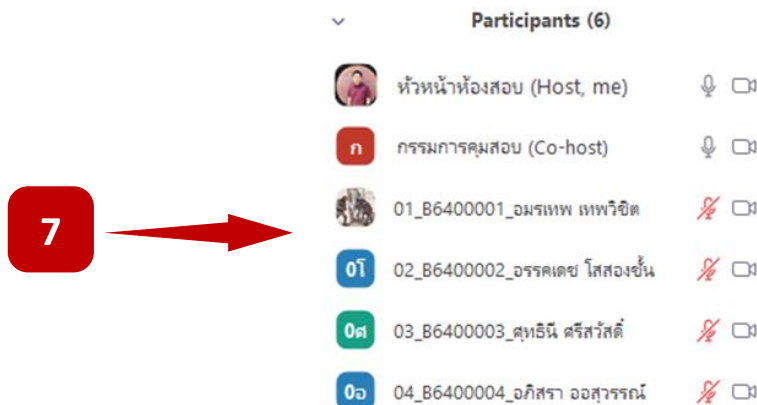 Participants (6)
หัวหน้าห้องสอบ (Host, me)
ก กรรมการคุมสอบ (Co-host)
01_B6400001_อมรเทพ เทพวิชิต
7
0โ 02_B6400002_อรรคเดช โสสองชั้น
0ศ 03_B6400003_ศุทธินี ศรีสวัสดิ์
0อ 04_B6400004_อภิสรา ออสุวรรณ์